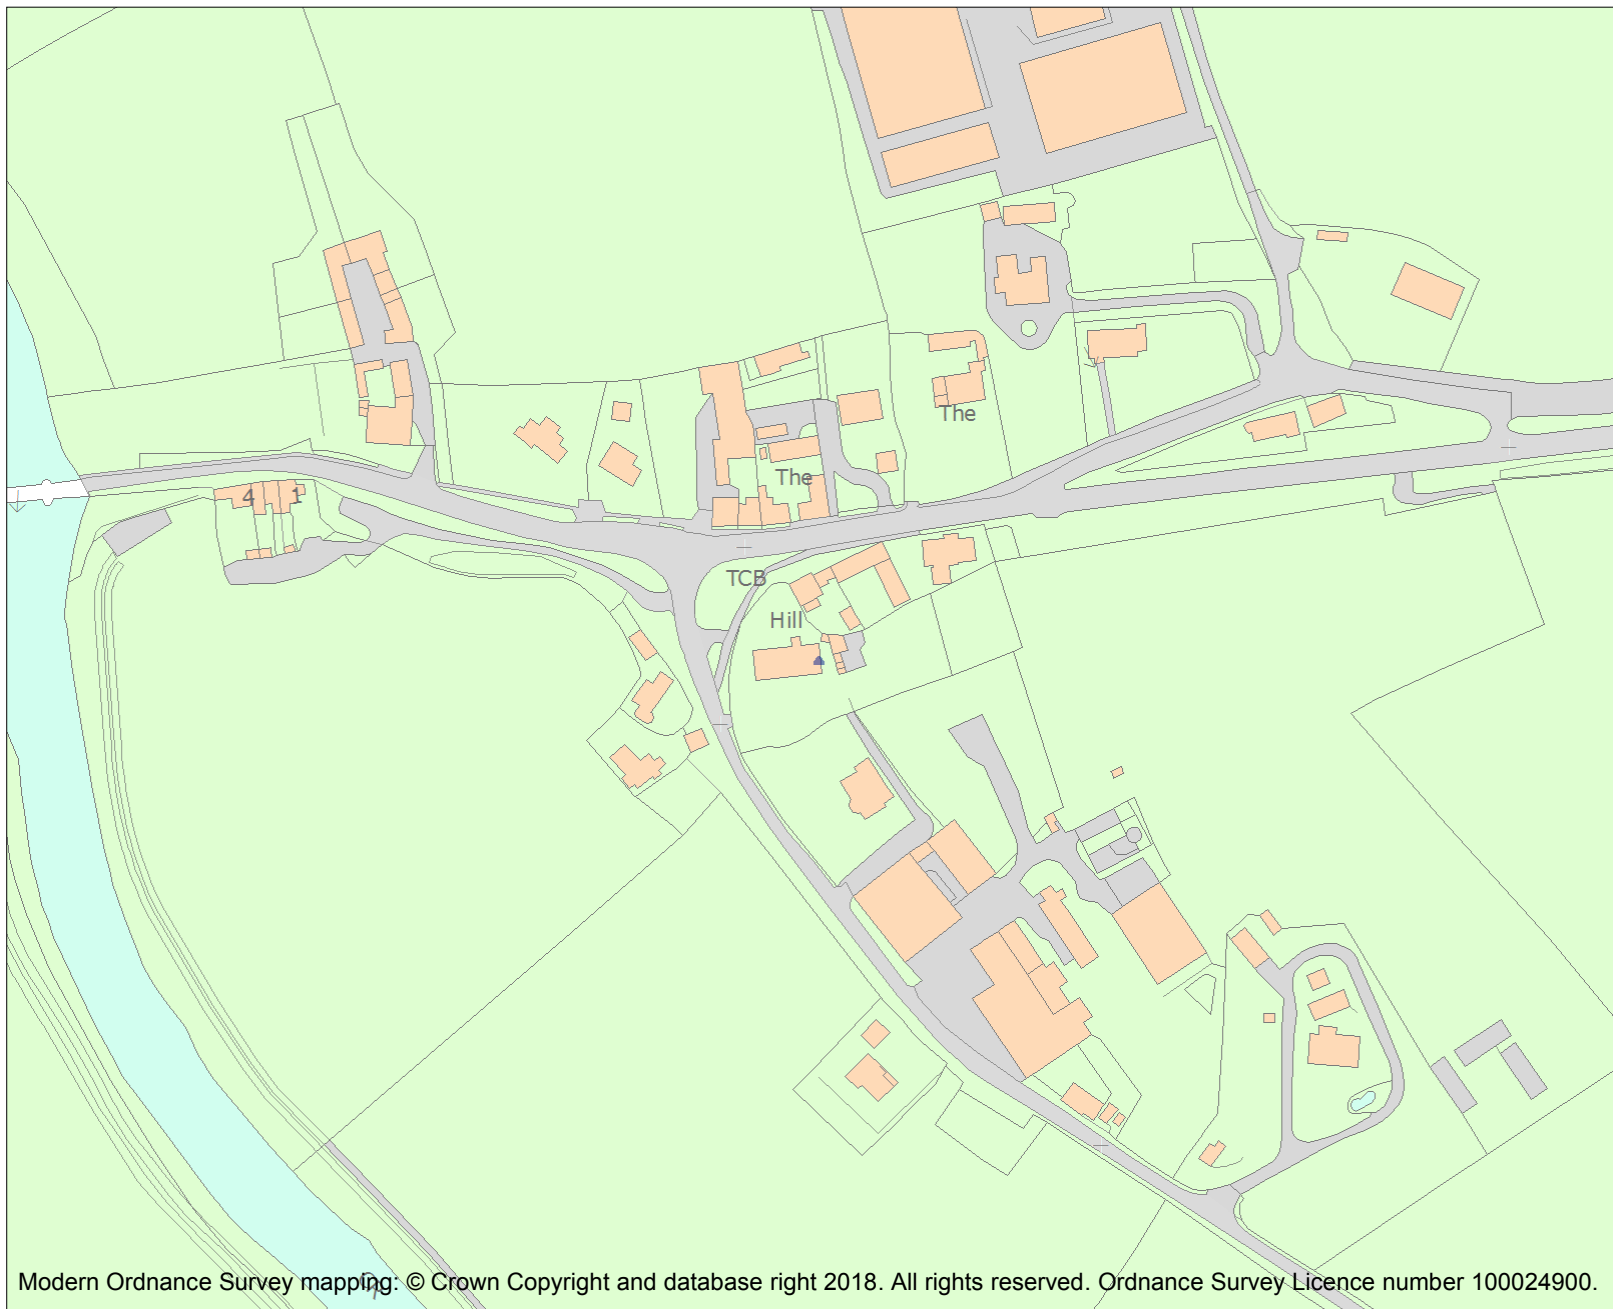 The
The
4 1
TCB
Hill
Modern Ordnance Survey mapping: © Crown Copyright and database right 2018. All rights reserved. Ordnance Survey Licence number 100024900.